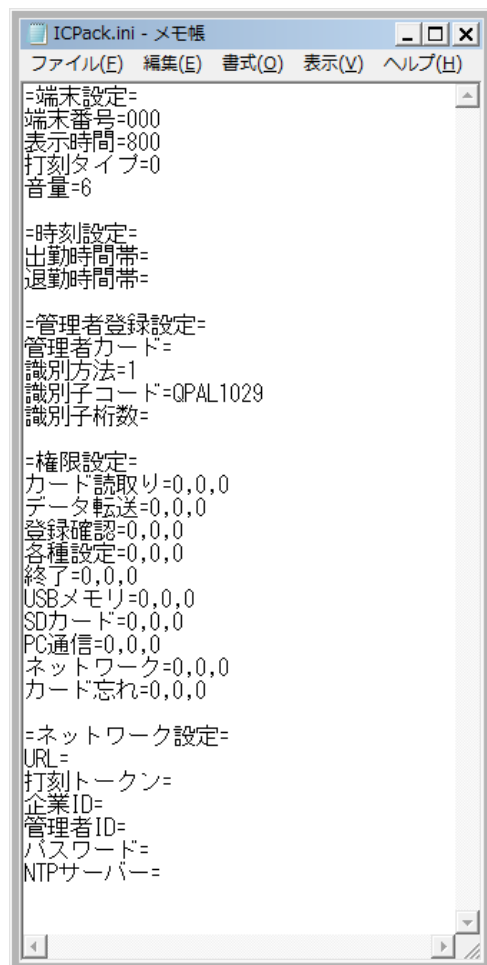 ICPack.ini - メモ帳
ファイル(F) 編集(E) 書式(O) 表示(V) ヘルプ(H)
=端末設定=
端末番号=000
表示時間=800
打刻タイプ=0
音量=6
=時刻設定=
出勤時間帯=
退勤時間帯=
=管理者登録設定=
管理者カード=
識別方法=1
識別子コード=QPAL1029
識別子桁数=
=権限設定=
カード読取り=0,0,0
データ転送=0,0,0
登録確認=0,0,0
各種設定=0,0,0
終了=0,0,0
USBメモリ=0,0,0
SDカード=0,0,0
PC通信=0,0,0
ネットワーク=0,0,0
カード忘れ=0,0,0
=ネットワーク設定=
URL=
打刻トークン=
企業ID=
管理者ID=
パスワード=
NTPサーバー=